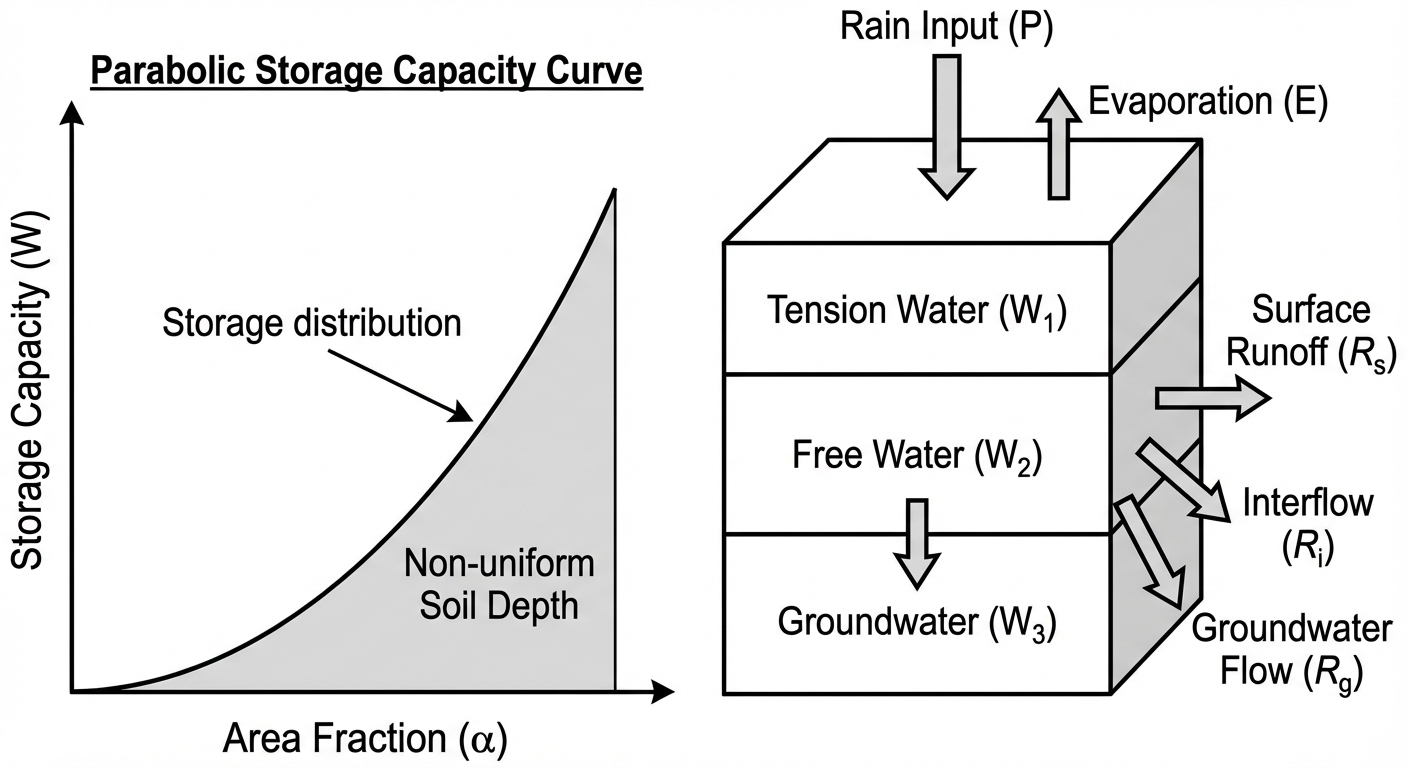 Parabolic Storage Capacity Curve
Storage Capacity (W)
Storage distribution
Non-uniform
Soil Depth
Area Fraction (α)
Rain Input (P)
Evaporation (E)
Tension Water (W₁)
Surface
Runoff (Rₛ)
Free Water (W₂)
Interflow
(Rᵢ)
Groundwater (W₃)
Groundwater
Flow (R_g)